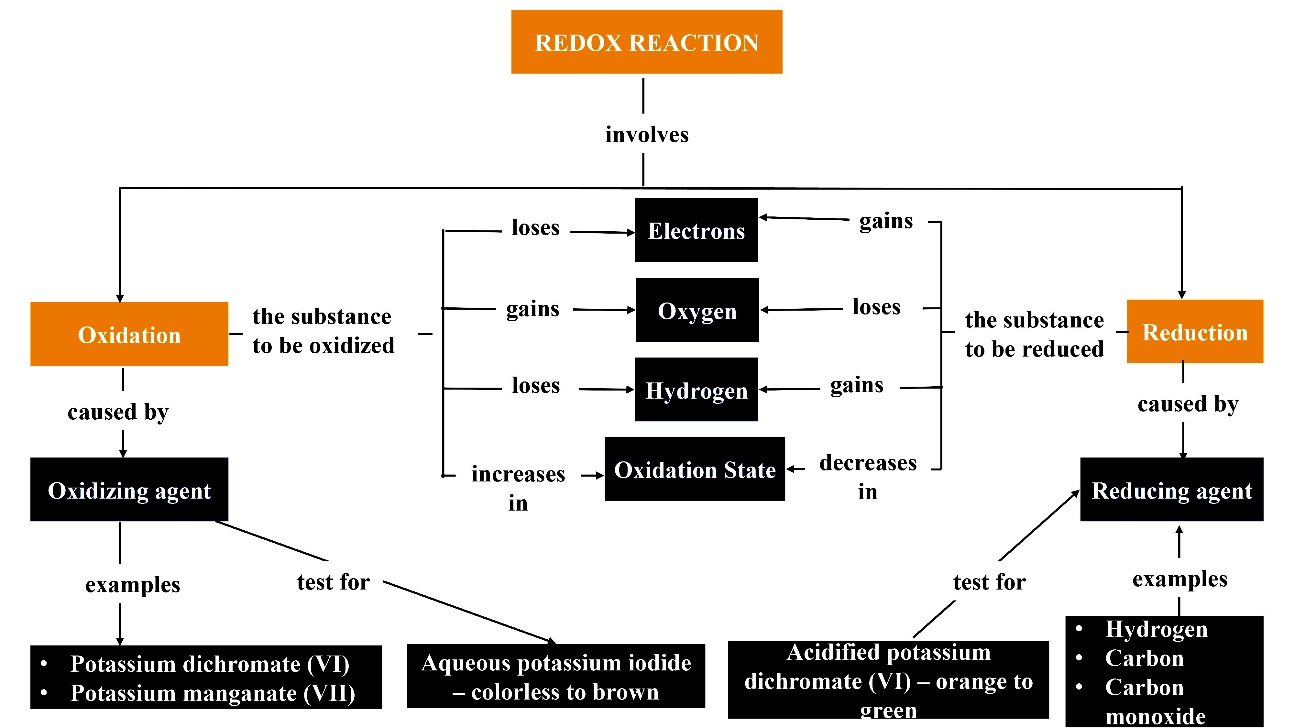 REDOX REACTION
involves
loses
Electrons
gains
gains
Oxygen
loses
Oxidation
the substance
to be oxidized
the substance
to be reduced
Reduction
loses
Hydrogen
gains
caused by
caused by
increases
in
Oxidation State
decreases
in
Oxidizing agent
Reducing agent
examples
test for
test for
examples
• Potassium dichromate (VI)
• Potassium manganate (VII)
Aqueous potassium iodide
– colorless to brown
Acidified potassium
dichromate (VI) – orange to
green
• Hydrogen
• Carbon
• Carbon
monoxide